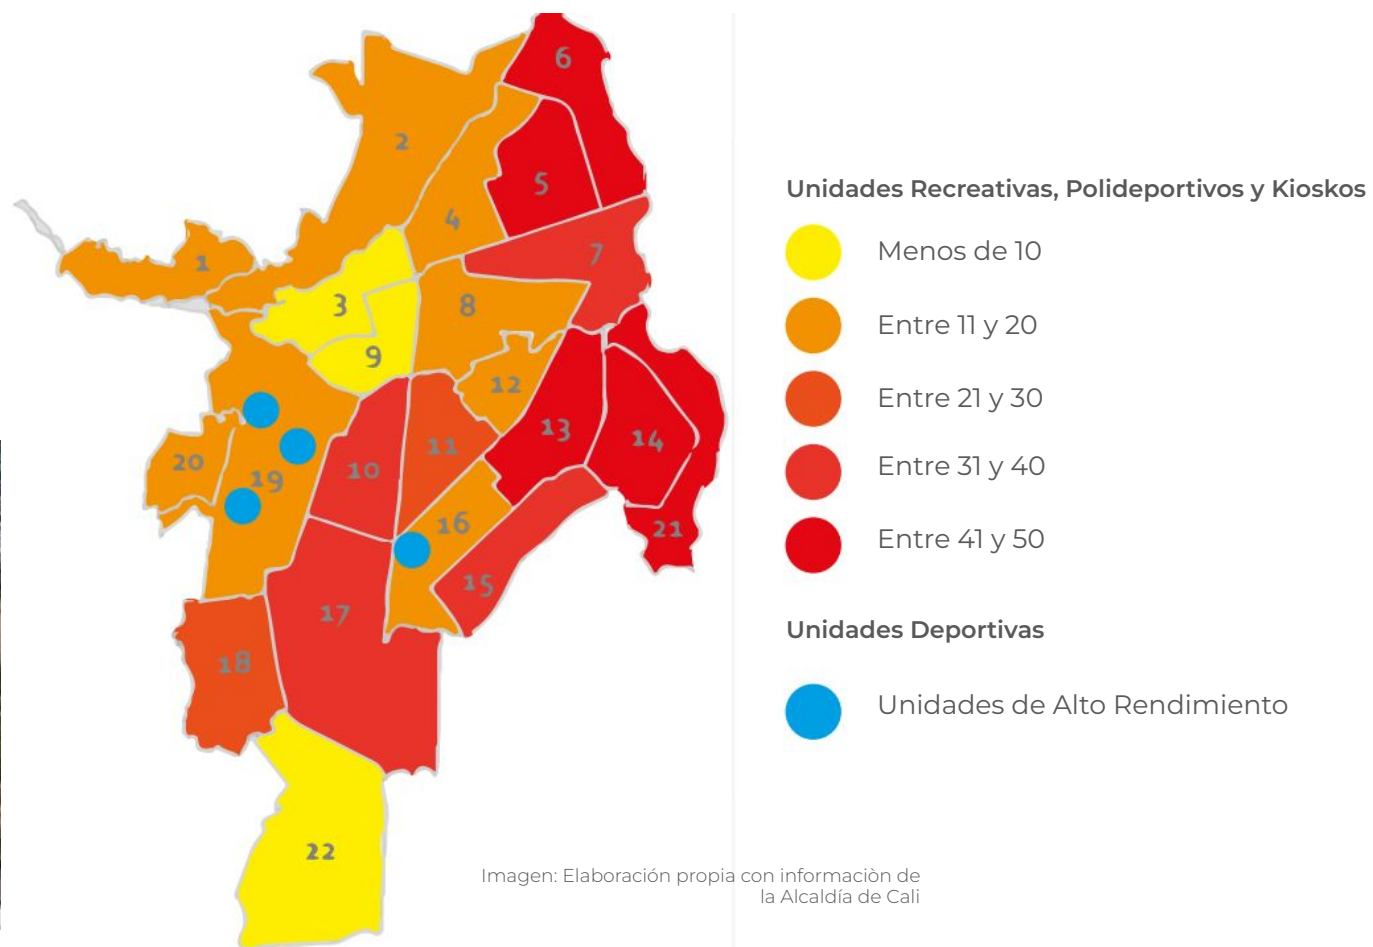 6
2
5
4
7
1
3
8
9
12
13
14
11
10
20
19
16
21
15
17
18
22
Unidades Recreativas, Polideportivos y Kioskos
Menos de 10
Entre 11 y 20
Entre 21 y 30
Entre 31 y 40
Entre 41 y 50
Unidades Deportivas
Unidades de Alto Rendimiento
Imagen: Elaboración propia con informaciòn de
la Alcaldía de Cali